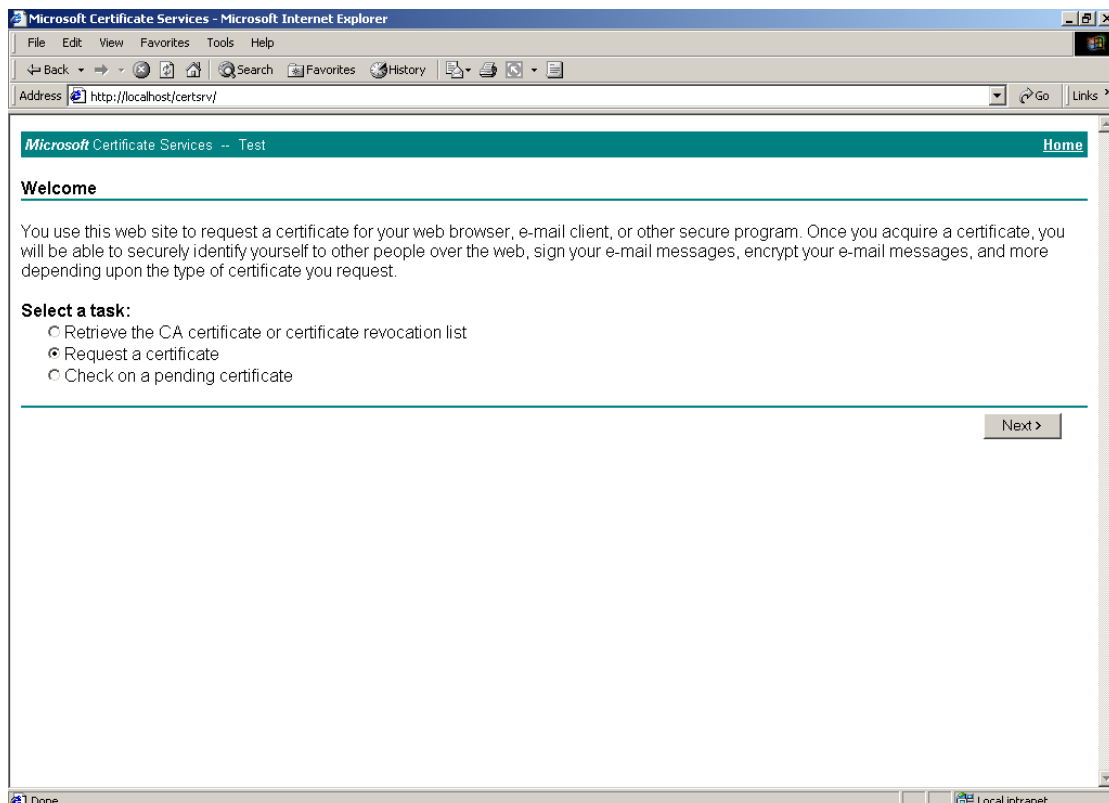 Microsoft Certificate Services - Microsoft Internet Explorer
File Edit View Favorites Tools Help
Back Search Favorites History
Address http://localhost/certsrv/ Go Links
Microsoft Certificate Services -- Test Home
Welcome
You use this web site to request a certificate for your web browser, e-mail client, or other secure program. Once you acquire a certificate, you
will be able to securely identify yourself to other people over the web, sign your e-mail messages, encrypt your e-mail messages, and more
depending upon the type of certificate you request.
Select a task:
Retrieve the CA certificate or certificate revocation list
Request a certificate
Check on a pending certificate
Next >
Done Local intranet